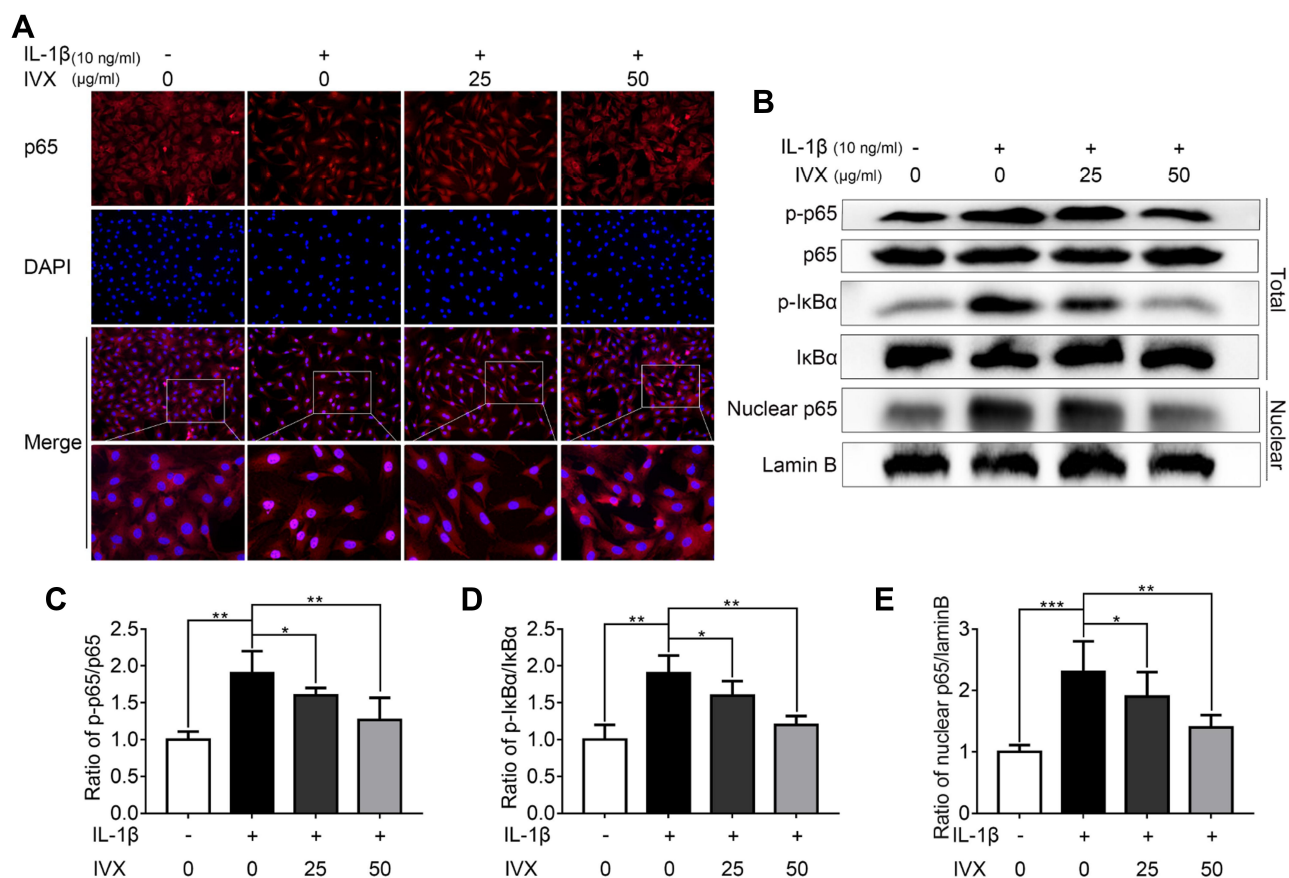 A
IL-1β(10 ng/ml) - + + +
IVX (μg/ml) 0 0 25 50
p65
DAPI
Merge
B
IL-1β (10 ng/ml) - + + +
IVX (μg/ml) 0 0 25 50
p-p65
p65
p-IκBα
IκBα
Total
Nuclear p65
Lamin B
Nuclear
C
Ratio of p-p65/p65
2.5
2.0
1.5
1.0
0.5
0.0
** * **
IL-1β - + + +
IVX 0 0 25 50
D
Ratio of p-IκBα/IκBα
2.5
2.0
1.5
1.0
0.5
0.0
** * **
IL-1β - + + +
IVX 0 0 25 50
E
Ratio of nuclear p65/laminB
3
2
1
0
*** * **
IL-1β - + + +
IVX 0 0 25 50